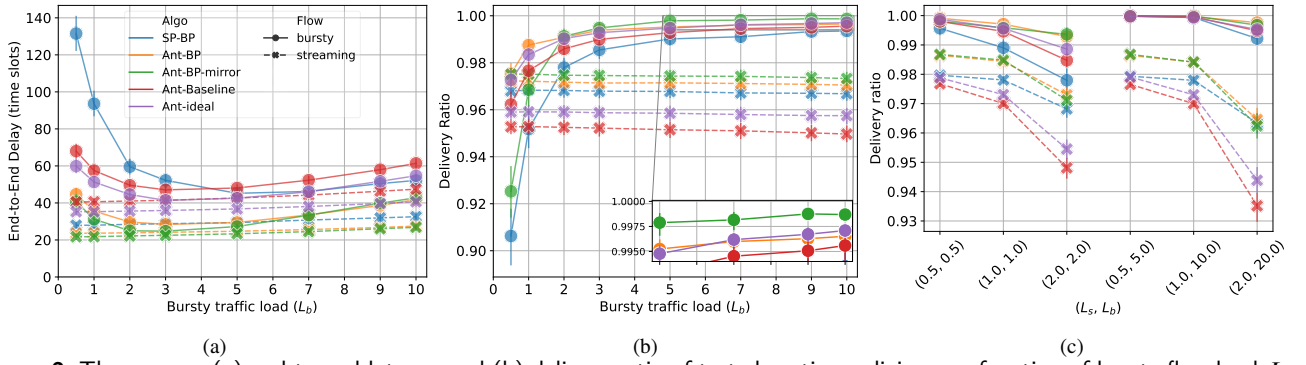 140
120
100
80
60
40
20
0
End-to-End Delay (time slots)
0 1 2 3 4 5 6 7 8 9 10
Bursty traffic load (L_b)
Algo
SP-BP
Ant-BP
Ant-BP-mirror
Ant-Baseline
Ant-ideal
Flow
bursty
streaming
(a)
1.00
0.98
0.96
0.94
0.92
0.90
Delivery Ratio
0 1 2 3 4 5 6 7 8 9 10
Bursty traffic load (L_b)
1.0000
0.9975
0.9950
(b)
1.00
0.99
0.98
0.97
0.96
0.95
0.94
0.93
Delivery ratio
(0.5, 0.5)
(1.0, 1.0)
(2.0, 2.0)
(0.5, 5.0)
(1.0, 10.0)
(2.0, 20.0)
(L_s, L_b)
(c)